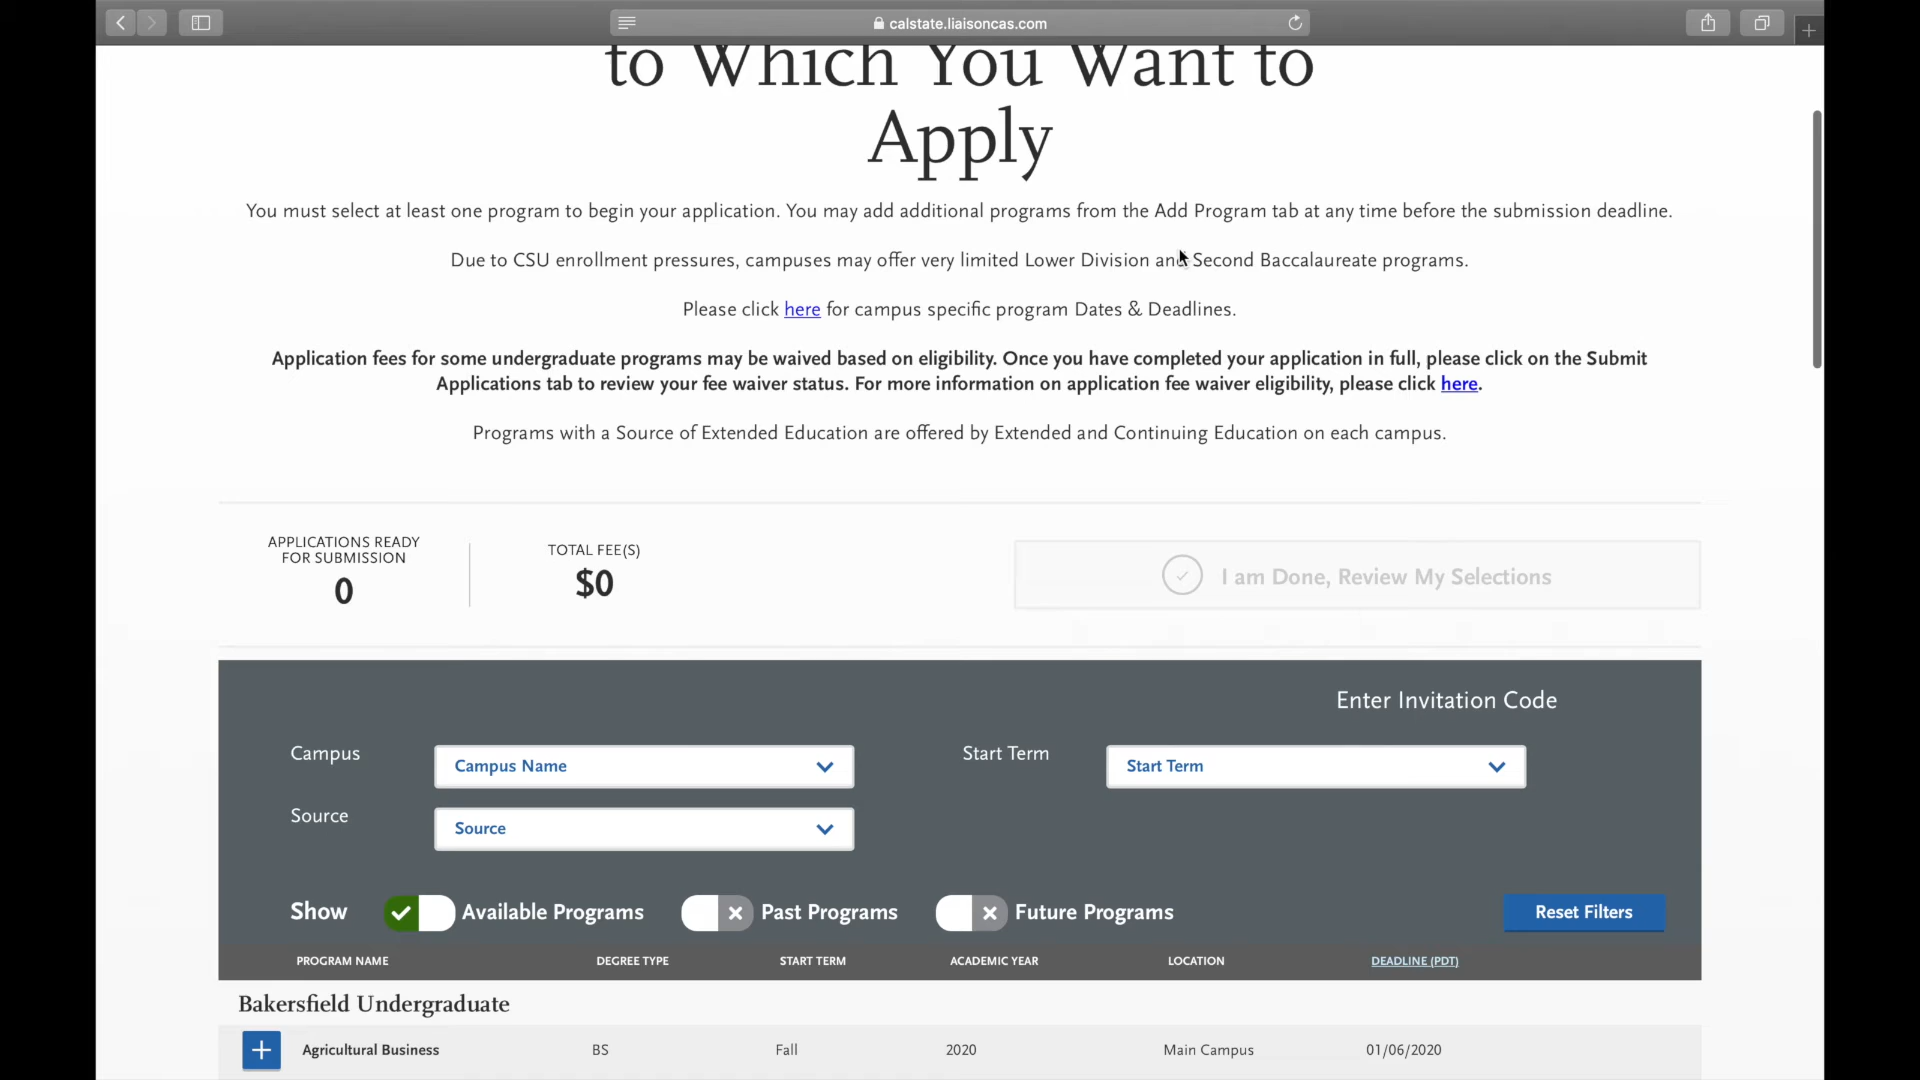 calstate.liaisoncas.com
to Which You Want to
Apply
You must select at least one program to begin your application. You may add additional programs from the Add Program tab at any time before the submission deadline.
Due to CSU enrollment pressures, campuses may offer very limited Lower Division and Second Baccalaureate programs.
Please click here for campus specific program Dates & Deadlines.
Application fees for some undergraduate programs may be waived based on eligibility. Once you have completed your application in full, please click on the Submit
Applications tab to review your fee waiver status. For more information on application fee waiver eligibility, please click here.
Programs with a Source of Extended Education are offered by Extended and Continuing Education on each campus.
APPLICATIONS READY
FOR SUBMISSION
0
TOTAL FEE(S)
$0
I am Done, Review My Selections
Enter Invitation Code
Campus
Campus Name
Start Term
Start Term
Source
Source
Show
Available Programs
Past Programs
Future Programs
Reset Filters
PROGRAM NAME DEGREE TYPE START TERM ACADEMIC YEAR LOCATION DEADLINE (PDT)
Bakersfield Undergraduate
Agricultural Business BS Fall 2020 Main Campus 01/06/2020